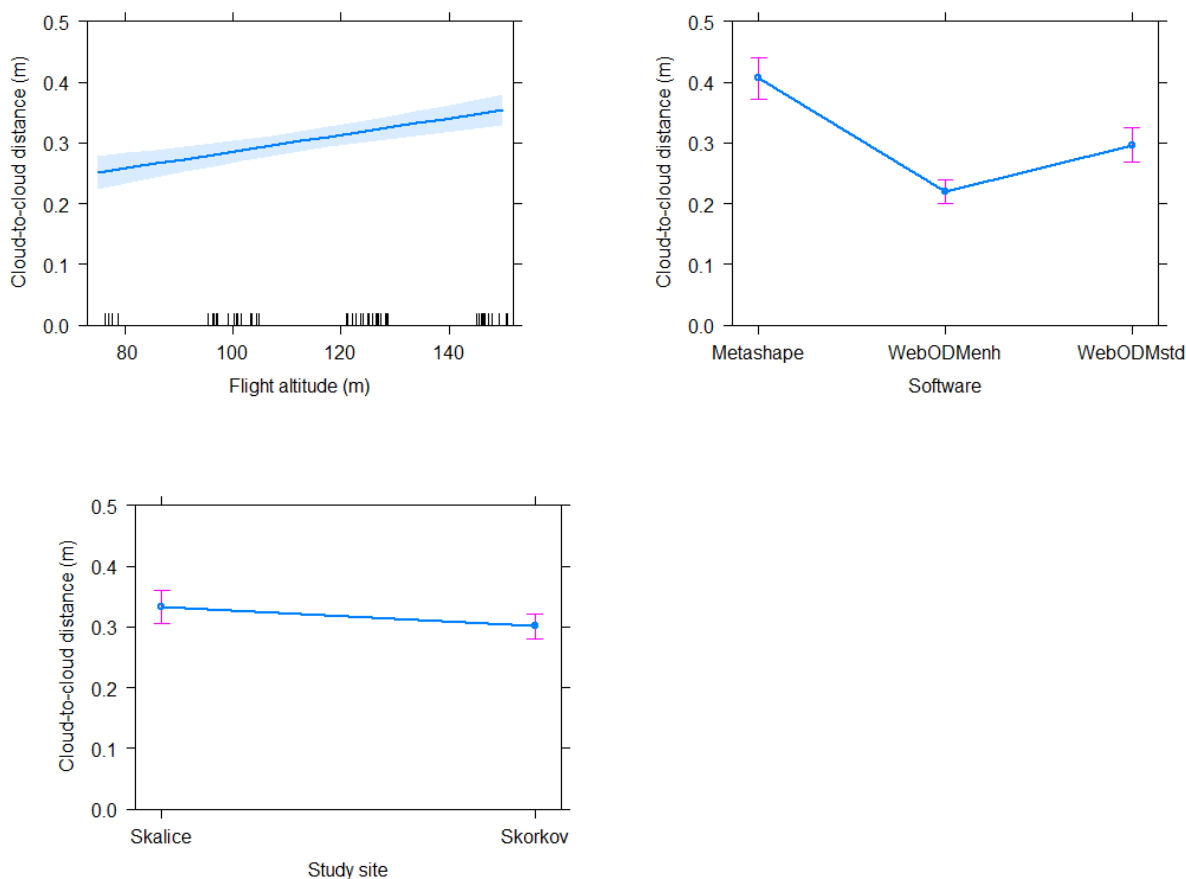 Cloud-to-cloud distance (m)
0.5
0.4
0.3
0.2
0.1
0.0
80 100 120 140
Flight altitude (m)
Cloud-to-cloud distance (m)
0.5
0.4
0.3
0.2
0.1
0.0
Metashape WebODMenh WebODMstd
Software
Cloud-to-cloud distance (m)
0.5
0.4
0.3
0.2
0.1
0.0
Skalice Skorkov
Study site